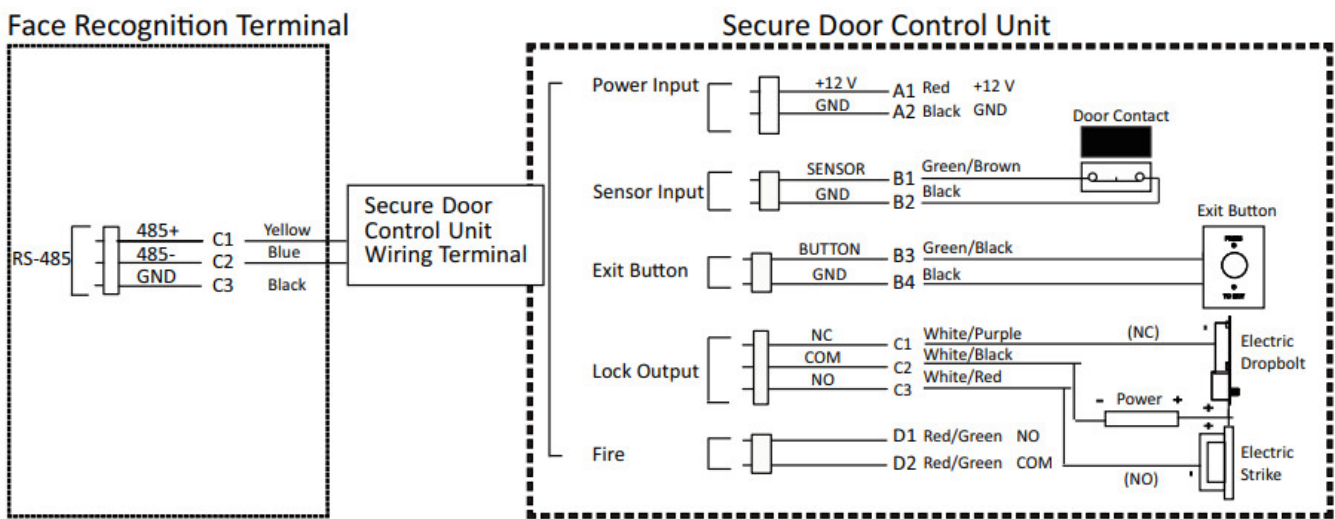 Face Recognition Terminal
Secure Door Control Unit
RS-485
485+ C1 Yellow
485- C2 Blue
GND C3 Black
Secure Door
Control Unit
Wiring Terminal
Power Input
+12 V A1 Red +12 V
GND A2 Black GND
Door Contact
Sensor Input
SENSOR B1 Green/Brown
GND B2 Black
Exit Button
BUTTON B3 Green/Black
GND B4 Black
Exit Button
PRESS
TO EXIT
Lock Output
NC C1 White/Purple (NC)
COM C2 White/Black
NO C3 White/Red
-
Electric
Dropbolt
- Power + +
+
Fire
D1 Red/Green NO
D2 Red/Green COM
(NO)
-
Electric
Strike